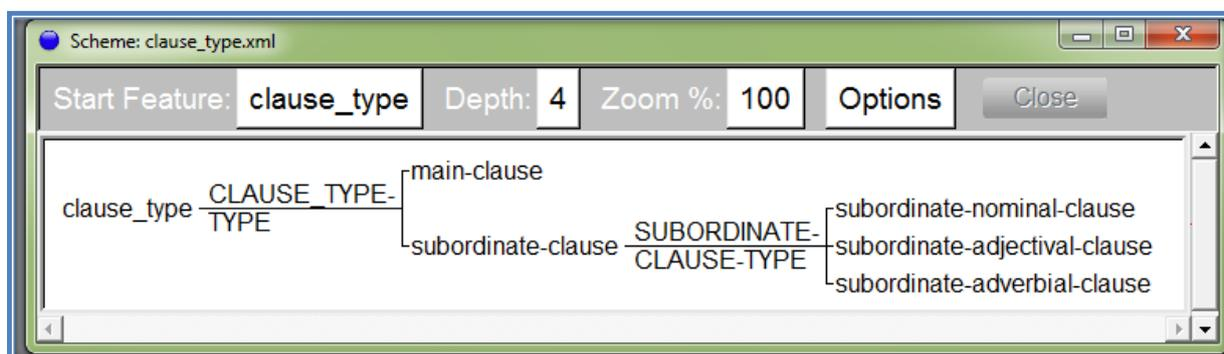 Scheme: clause_type.xml
Start Feature: clause_type Depth: 4 Zoom %: 100 Options Close
clause_type
CLAUSE_TYPE-
TYPE
main-clause
subordinate-clause
SUBORDINATE-
CLAUSE-TYPE
subordinate-nominal-clause
subordinate-adjectival-clause
subordinate-adverbial-clause